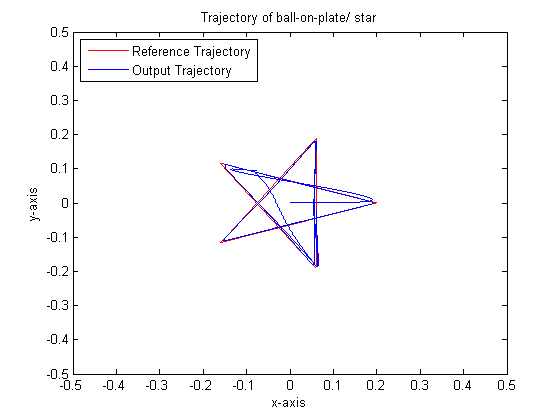 Trajectory of ball-on-plate/ star
0.5
Reference Trajectory
0.4
Output Trajectory
0.3
0.2
0.1
y-axis
0
-0.1
-0.2
-0.3
-0.4
-0.5
-0.5 -0.4 -0.3 -0.2 -0.1 0 0.1 0.2 0.3 0.4 0.5
x-axis